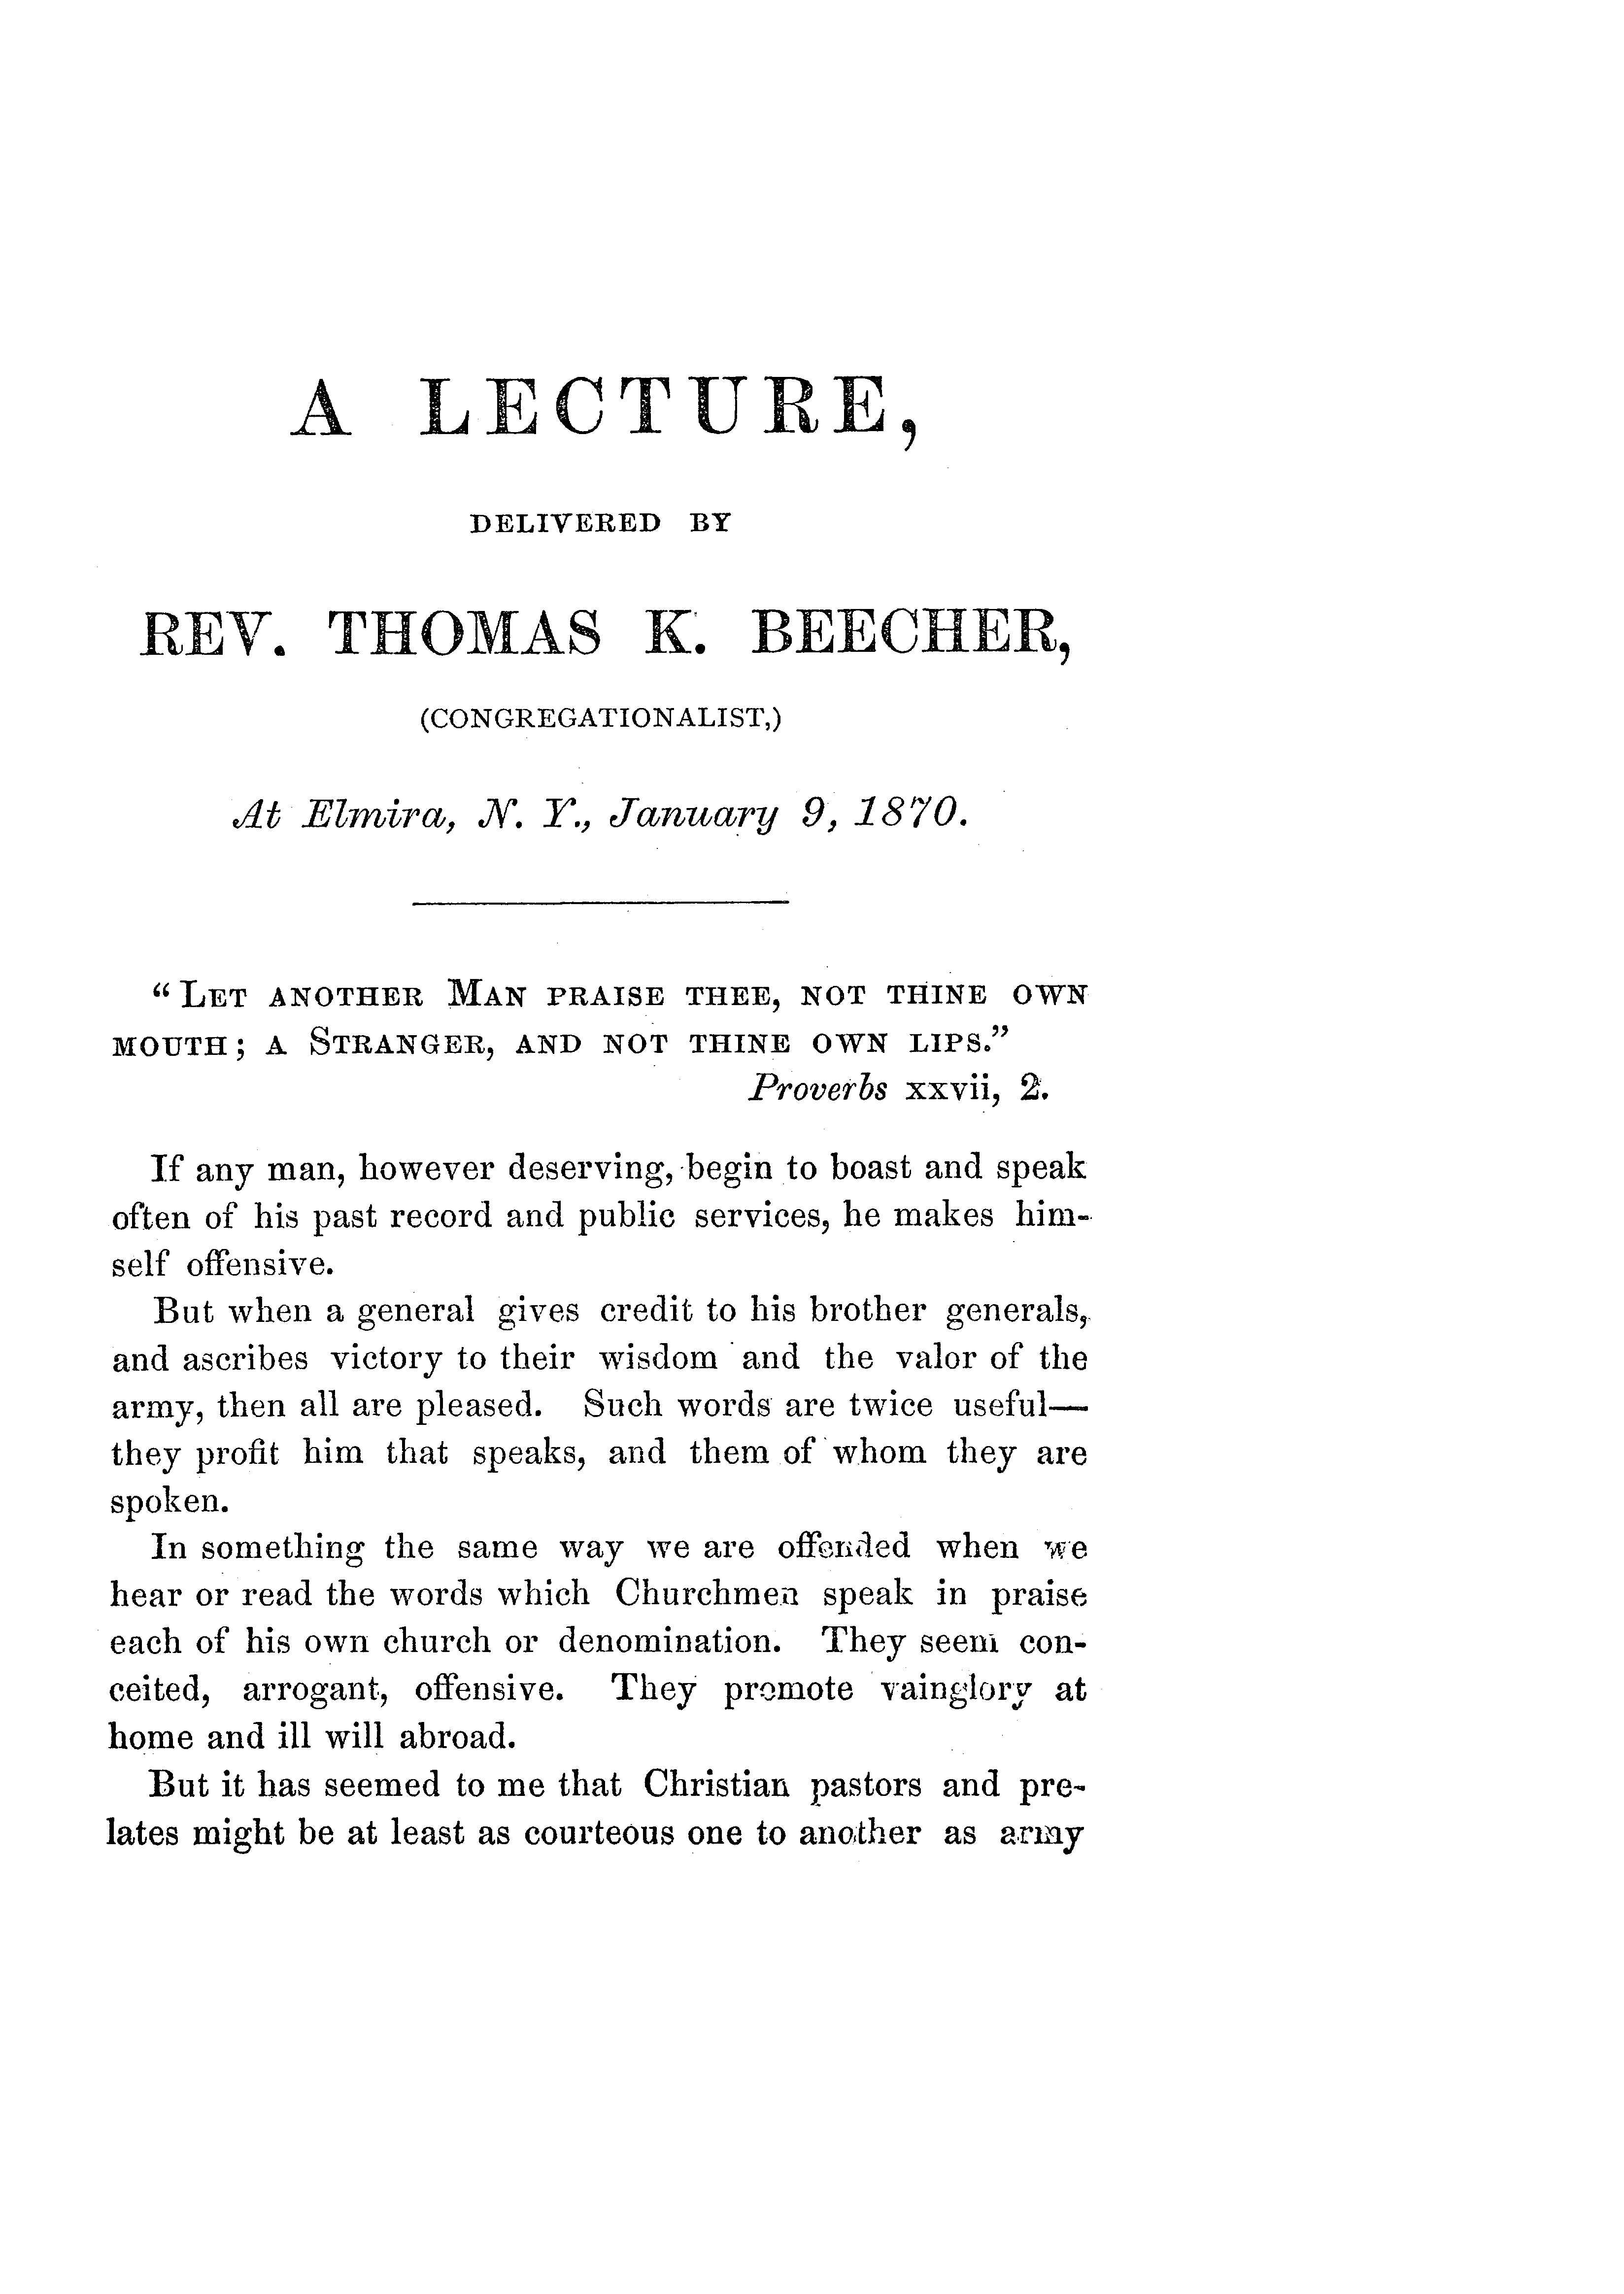 A LECTURE,
DELIVERED BY
REV. THOMAS K. BEECHER,
(CONGREGATIONALIST,)
At Elmira, N. Y., January 9, 1870.
“LET ANOTHER MAN PRAISE THEE, NOT THINE OWN
MOUTH; A STRANGER, AND NOT THINE OWN LIPS.”
Proverbs xxvii, 2.
If any man, however deserving, begin to boast and speak
often of his past record and public services, he makes him-
self offensive.
But when a general gives credit to his brother generals,
and ascribes victory to their wisdom and the valor of the
army, then all are pleased. Such words are twice useful—
they profit him that speaks, and them of whom they are
spoken.
In something the same way we are offended when we
hear or read the words which Churchmen speak in praise
each of his own church or denomination. They seem con-
ceited, arrogant, offensive. They promote vainglory at
home and ill will abroad.
But it has seemed to me that Christian pastors and pre-
lates might be at least as courteous one to another as army